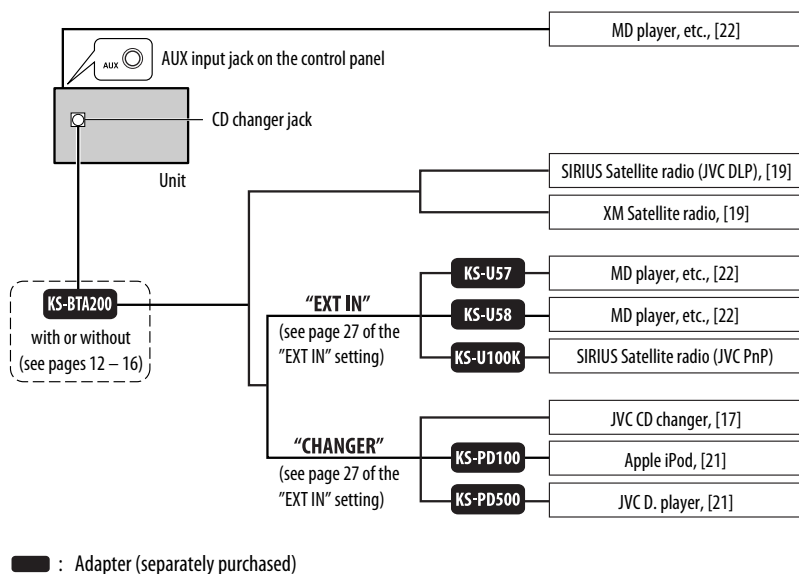 MD player, etc., [22]
AUX
AUX input jack on the control panel
CD changer jack
Unit
SIRIUS Satellite radio (JVC DLP), [19]
XM Satellite radio, [19]
KS-BTA200
with or without
(see pages 12 – 16)
"EXT IN"
(see page 27 of the
"EXT IN" setting)
KS-U57
MD player, etc., [22]
KS-U58
MD player, etc., [22]
KS-U100K
SIRIUS Satellite radio (JVC PnP)
"CHANGER"
(see page 27 of the
"EXT IN" setting)
JVC CD changer, [17]
KS-PD100
Apple iPod, [21]
KS-PD500
JVC D. player, [21]
: Adapter (separately purchased)